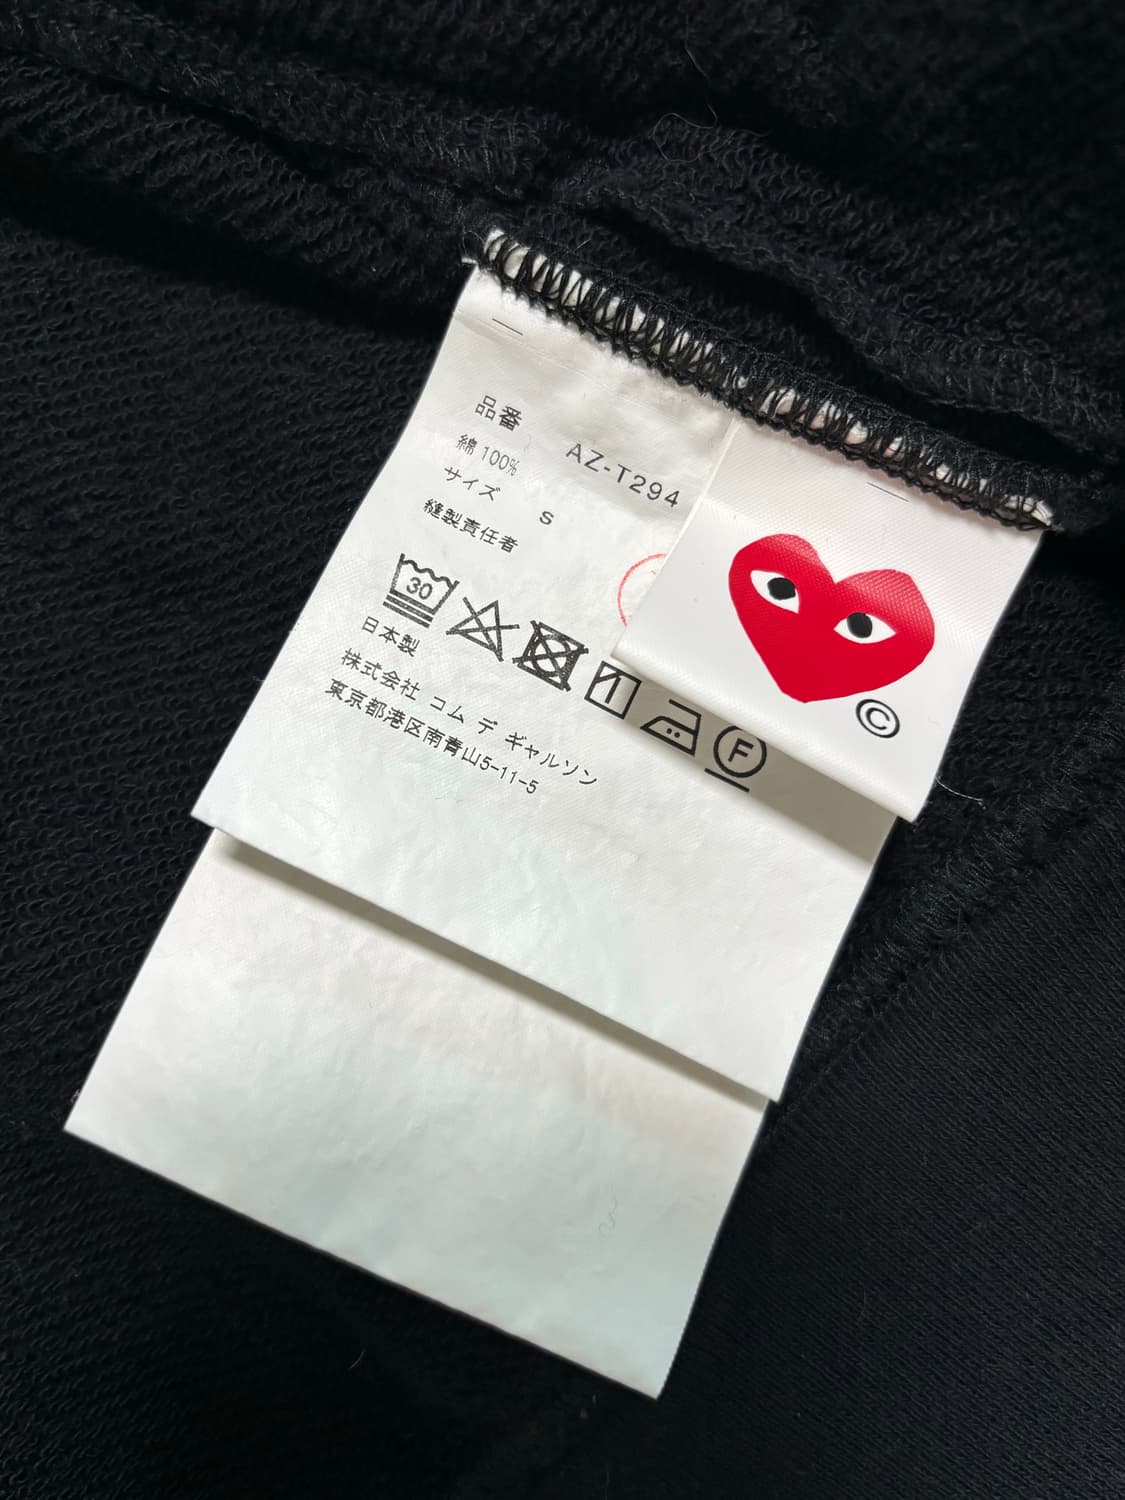 品番 AZ-T294
綿 100%
サイズ S
縫製責任者
30
日本製
株式会社 コム デ ギャルソン
東京都港区南青山5-11-5
F
©